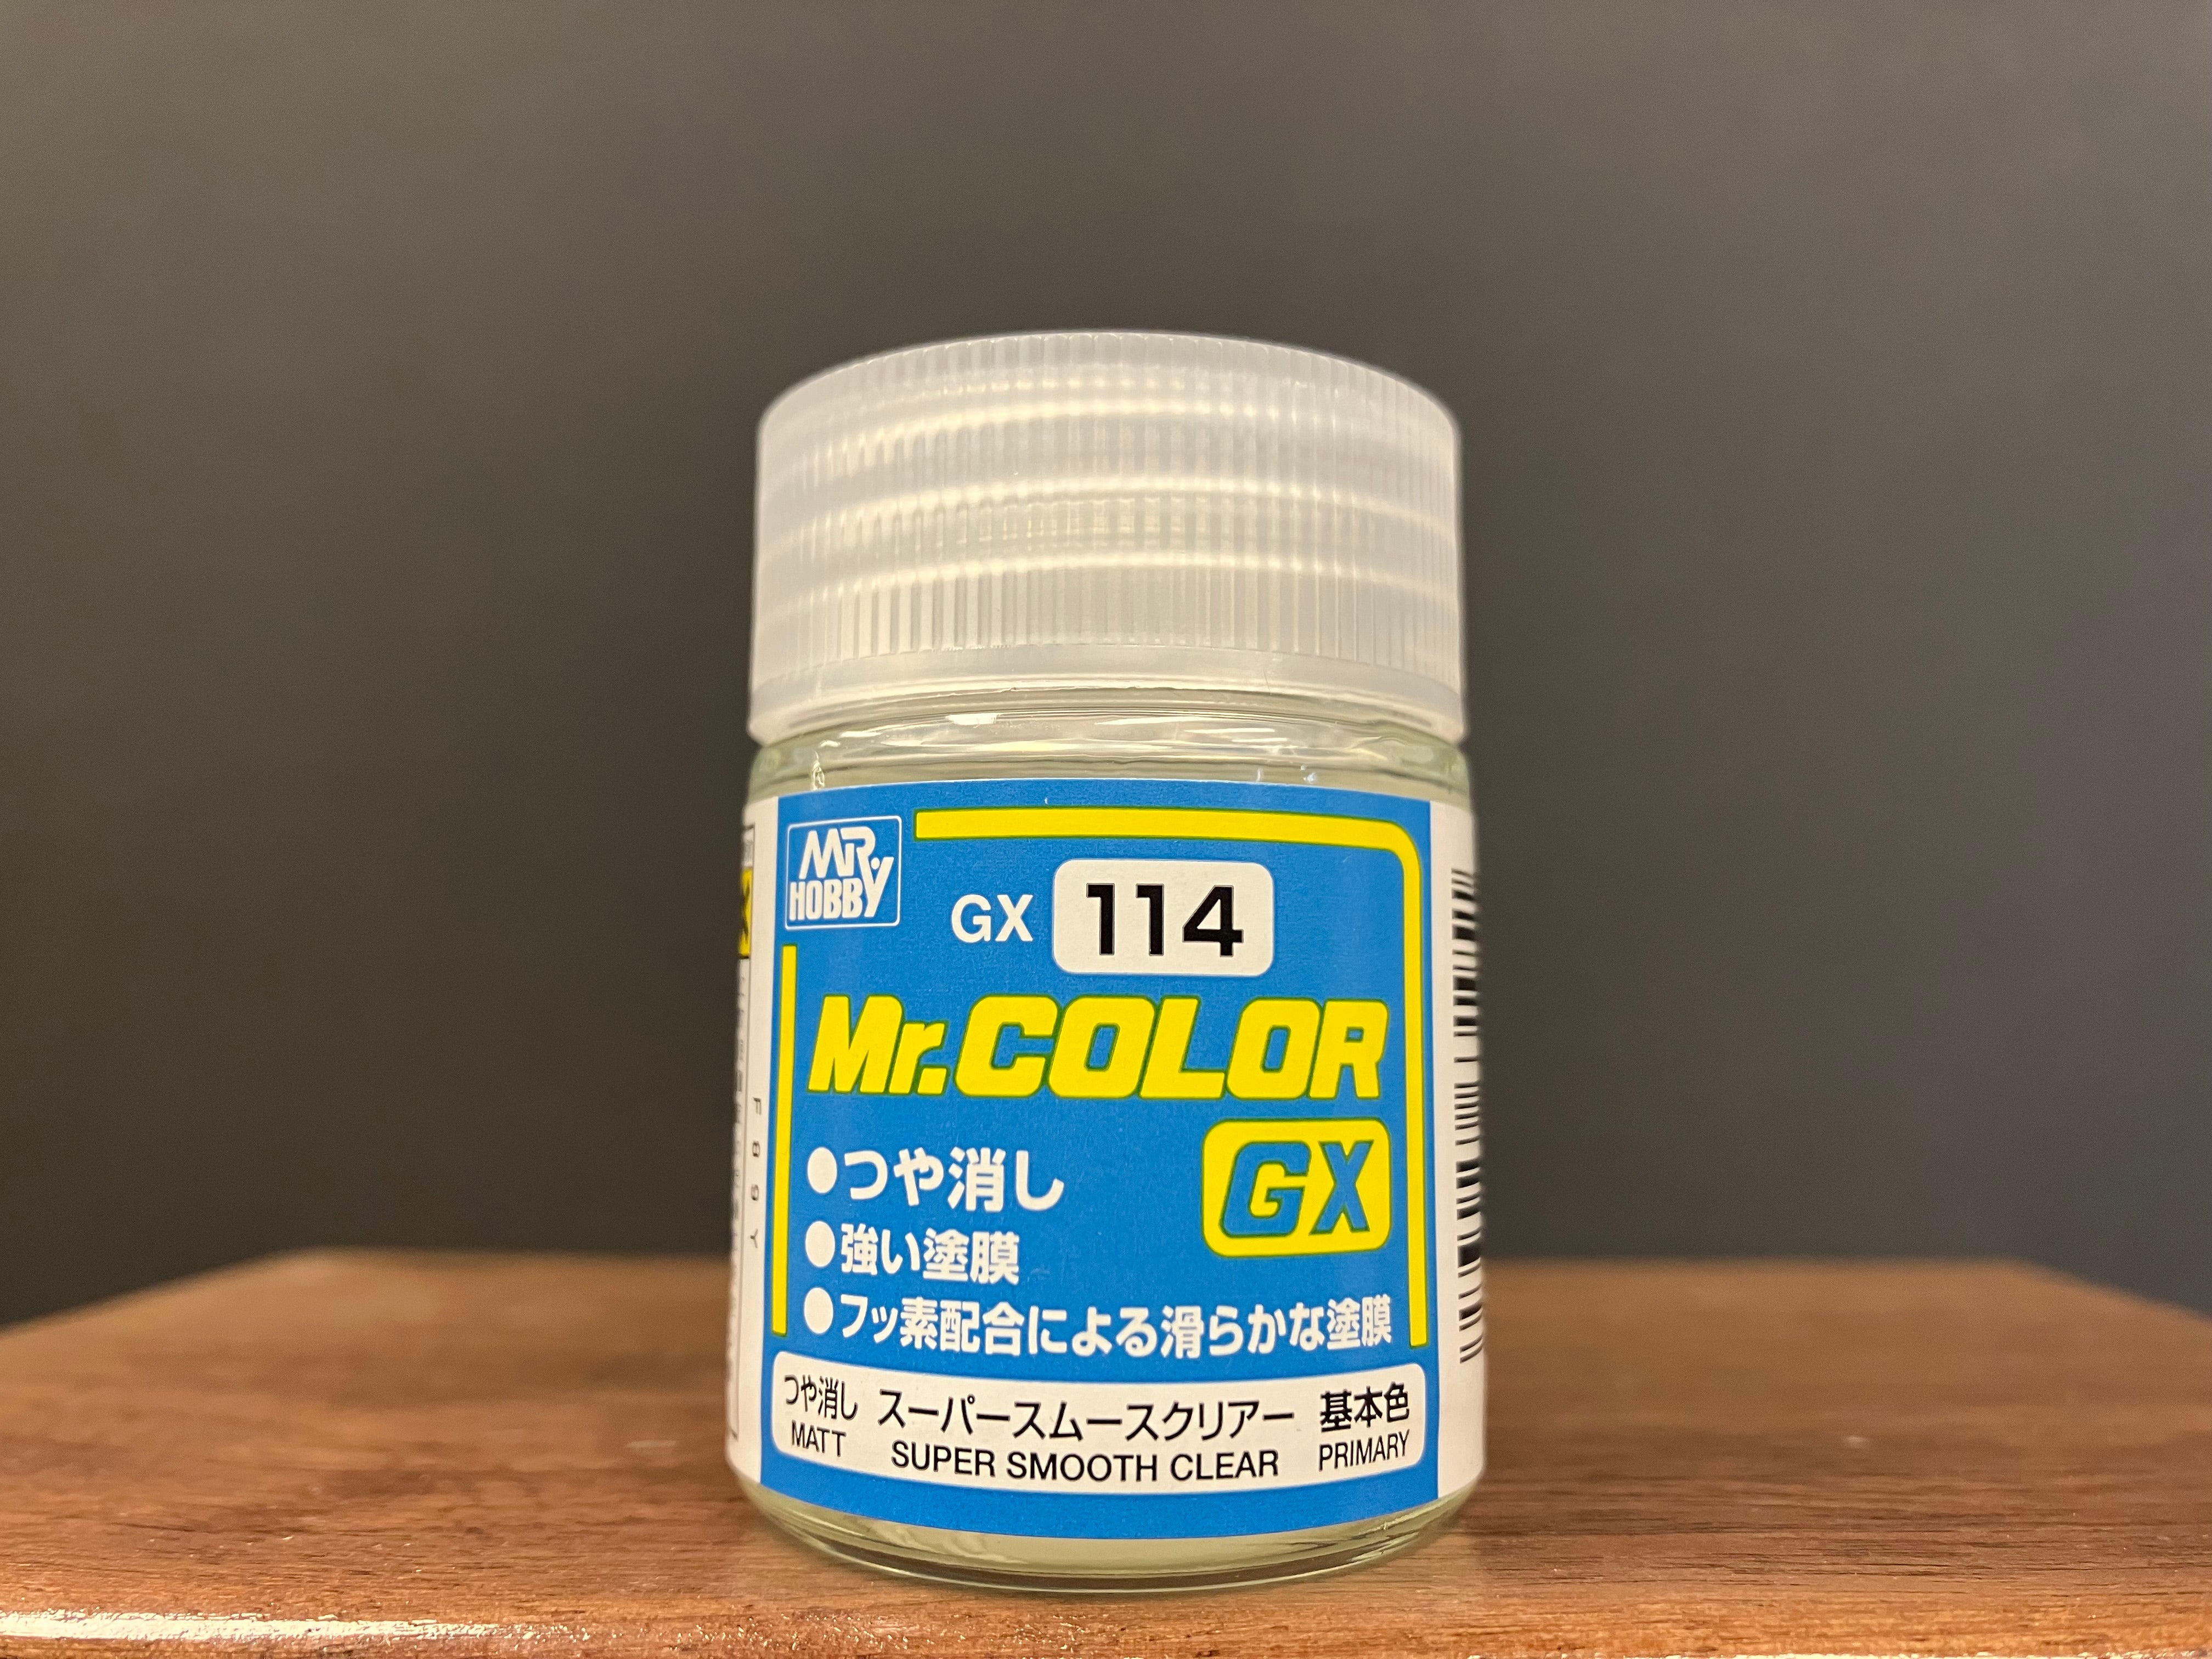 MR. HOBBY
GX 114
Mr.COLOR
GX
●つや消し
●強い塗膜
●フッ素配合による滑らかな塗膜
つや消し スーパースムースクリアー 基本色
MATT SUPER SMOOTH CLEAR PRIMARY